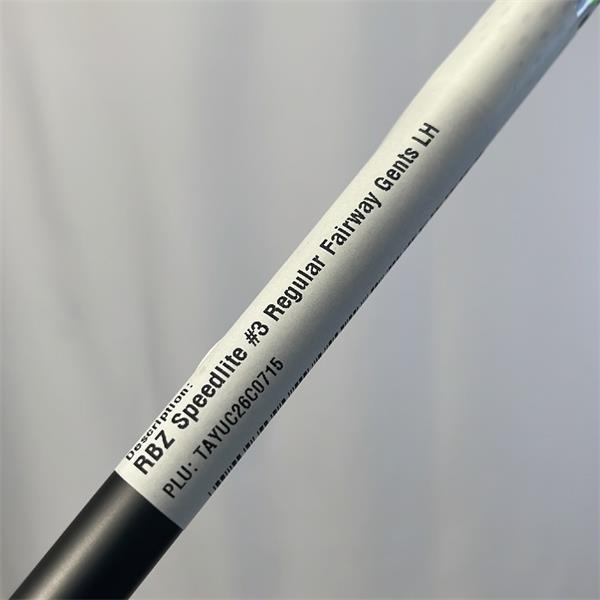 Description:
RBZ Speedlite #3 Regular Fairway Gents LH
PLU: TAYUC26C0715